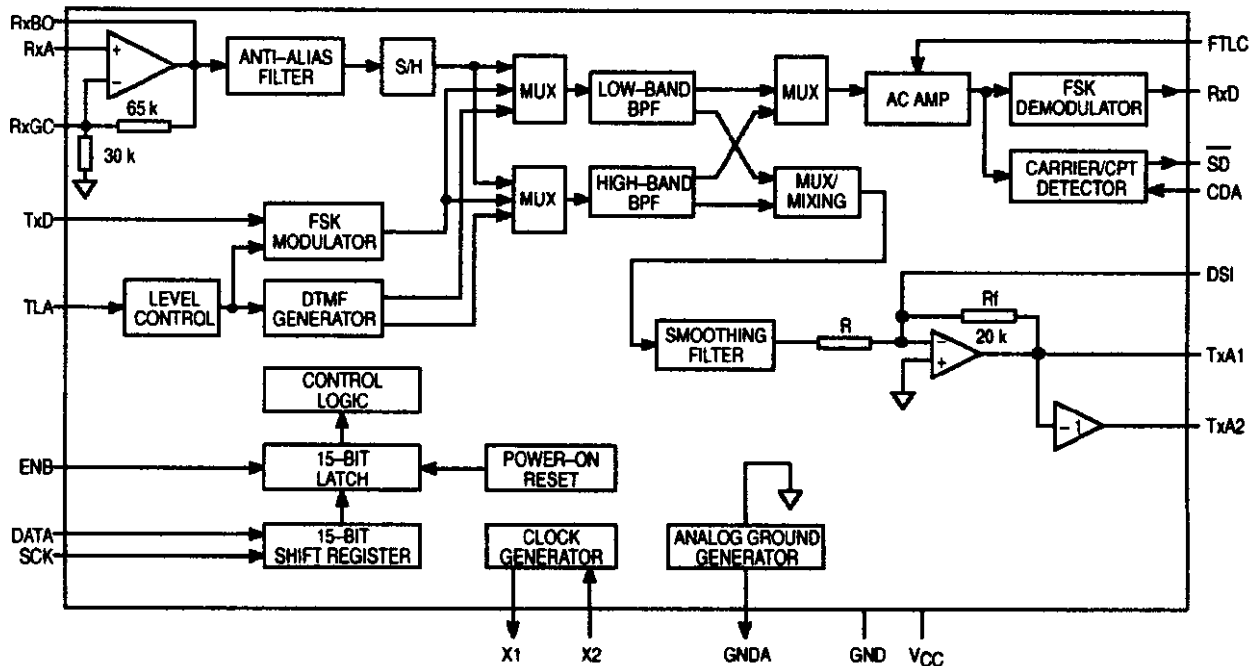 RxBO
RxA
+
−
RxGC
65 k
30 k
ANTI–ALIAS
FILTER
S/H
MUX
LOW–BAND
BPF
MUX
AC AMP
FSK
DEMODULATOR
FTLC
RxD
MUX
HIGH–BAND
BPF
MUX/
MIXING
CARRIER/CPT
DETECTOR
SD
CDA
TxD
FSK
MODULATOR
TLA
LEVEL
CONTROL
DTMF
GENERATOR
DSI
SMOOTHING
FILTER
R
Rf
20 k
−
+
TxA1
– 1
TxA2
CONTROL
LOGIC
ENB
15–BIT
LATCH
POWER–ON
RESET
DATA
SCK
15–BIT
SHIFT REGISTER
CLOCK
GENERATOR
ANALOG GROUND
GENERATOR
X1
X2
GNDA
GND
VCC